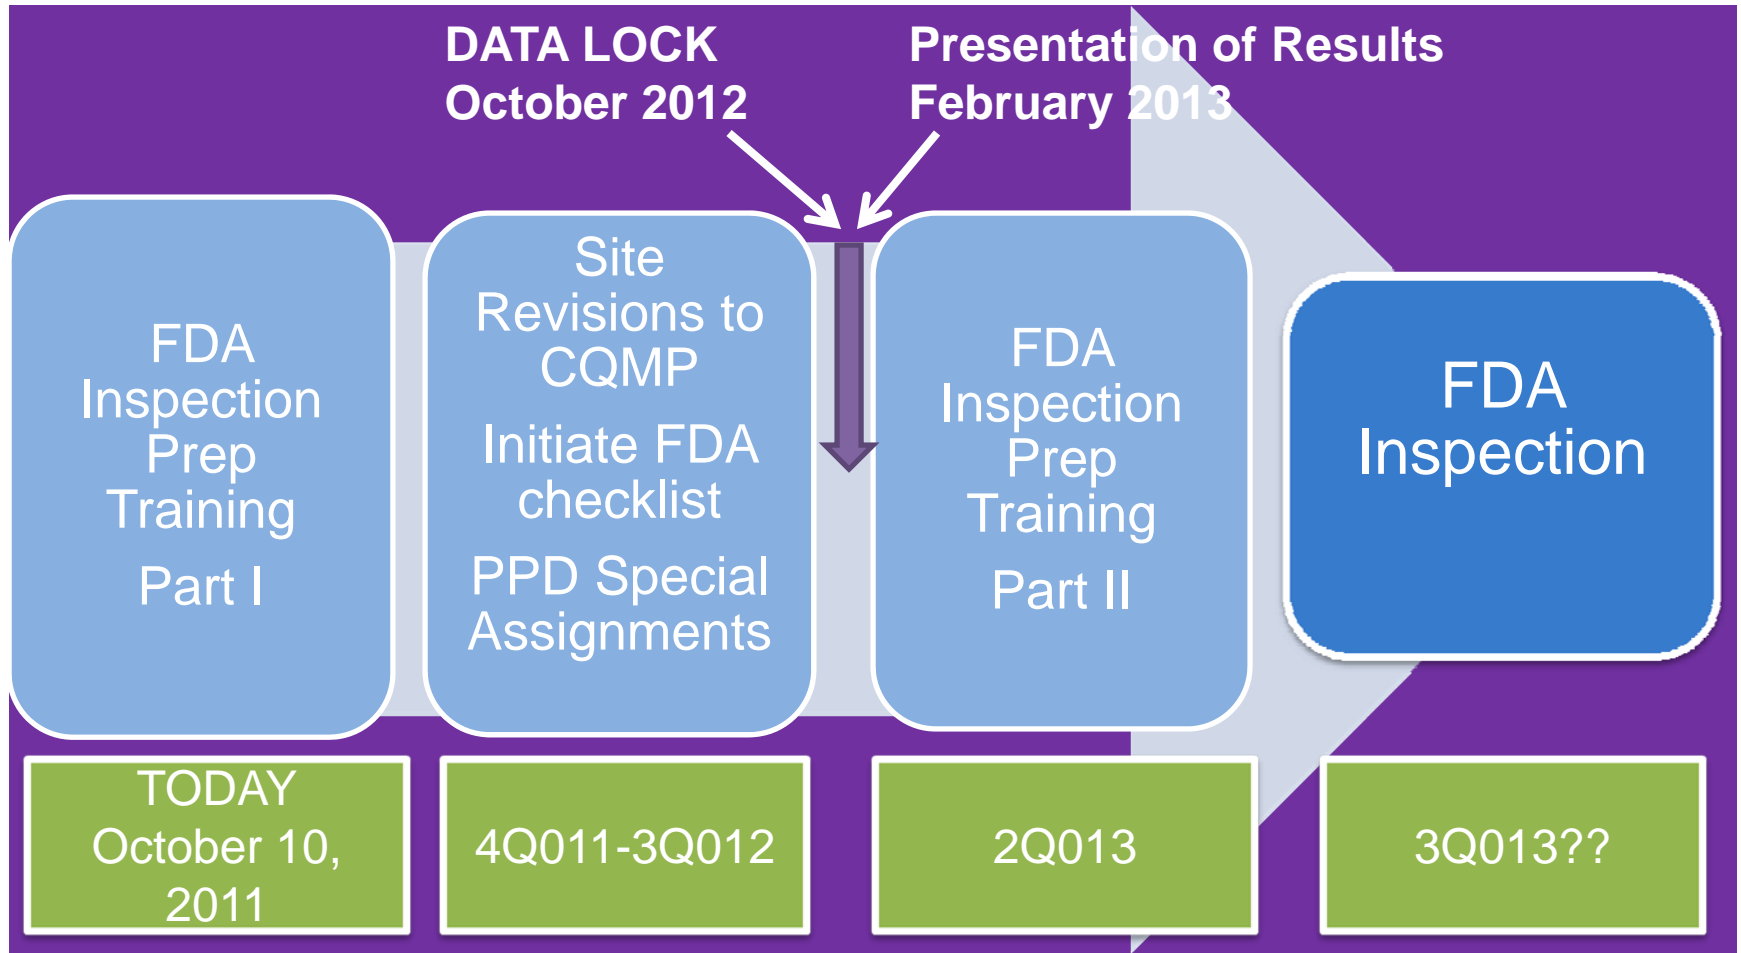 DATA LOCK
October 2012
Presentation of Results
February 2013
FDA
Inspection
Prep
Training
Part I
Site
Revisions to
CQMP
Initiate FDA
checklist
PPD Special
Assignments
FDA
Inspection
Prep
Training
Part II
FDA
Inspection
TODAY
October 10,
2011
4Q011-3Q012
2Q013
3Q013??